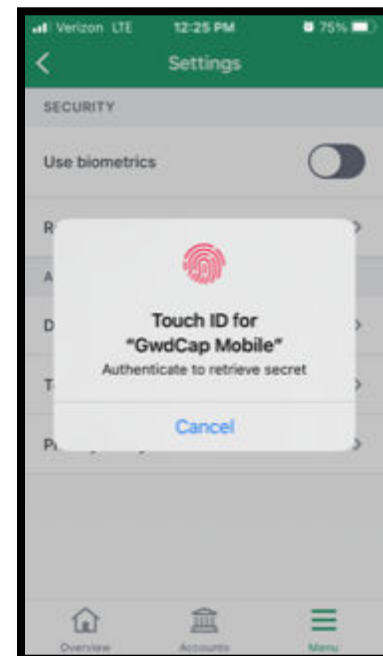 Verizon LTE 12:25 PM 75%
Settings
SECURITY
Use biometrics
R
A
Touch ID for
"GwdCap Mobile"
D
Authenticate to retrieve secret
T
Cancel
P
Overview Accounts Menu